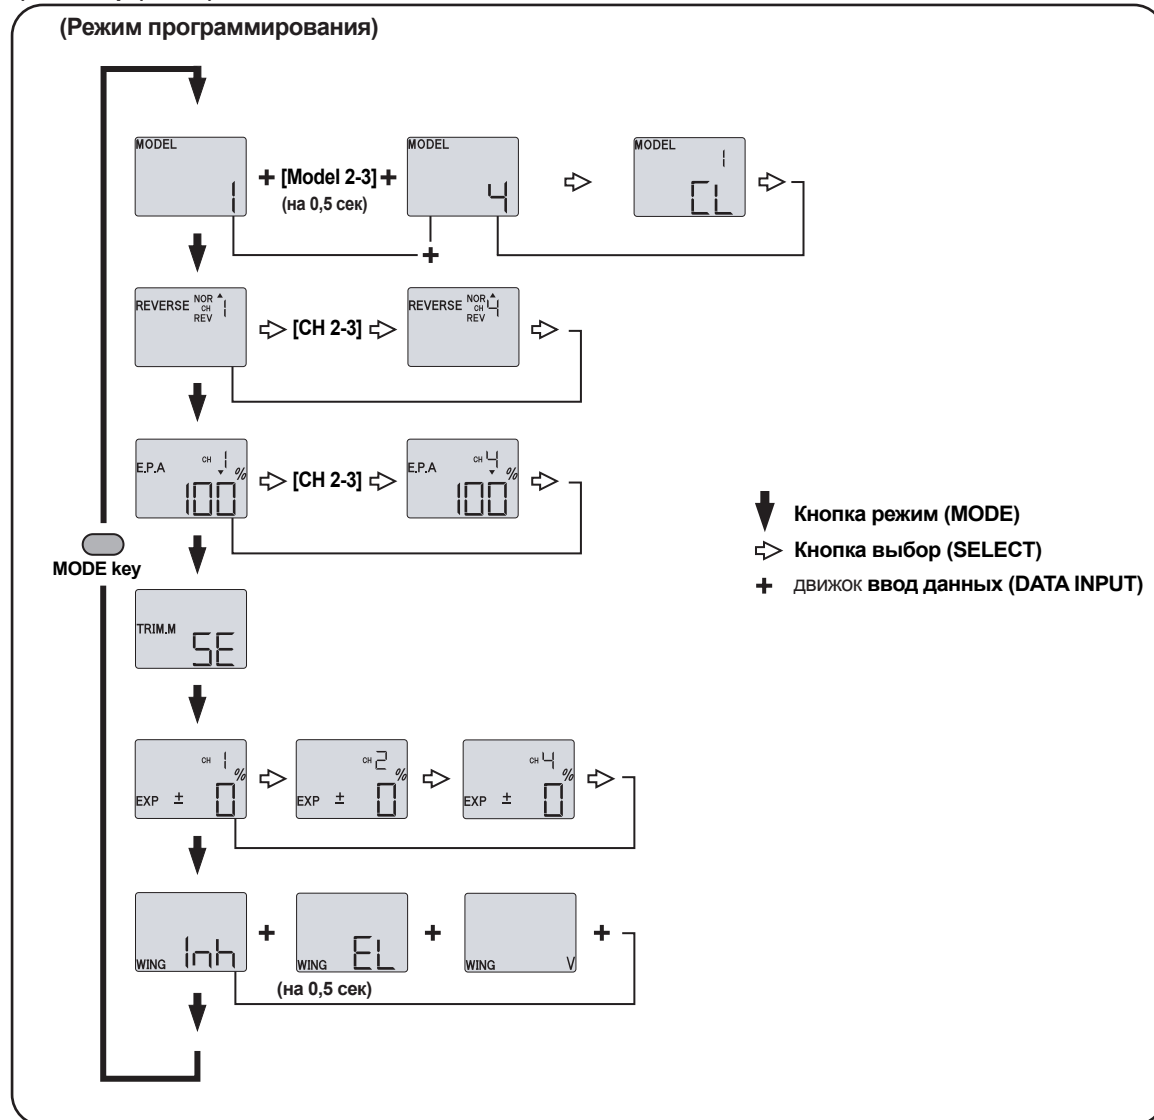 (Режим программирования)
MODEL
1
+ [Model 2-3] +
(на 0,5 сек)
MODEL
4
MODEL
1
CL
+
REVERSE NOR CH REV 1
[CH 2-3]
REVERSE NOR CH REV 4
E.P.A CH 1 %
100
[CH 2-3]
E.P.A CH 4 %
100
Кнопка режим (MODE)
Кнопка выбор (SELECT)
+ движок ввод данных (DATA INPUT)
MODE key
TRIM.M
SE
CH 1 %
EXP ± 0
CH 2 %
EXP ± 0
CH 4 %
EXP ± 0
WING Inh
+
WING EL
+
WING V
+
(на 0,5 сек)